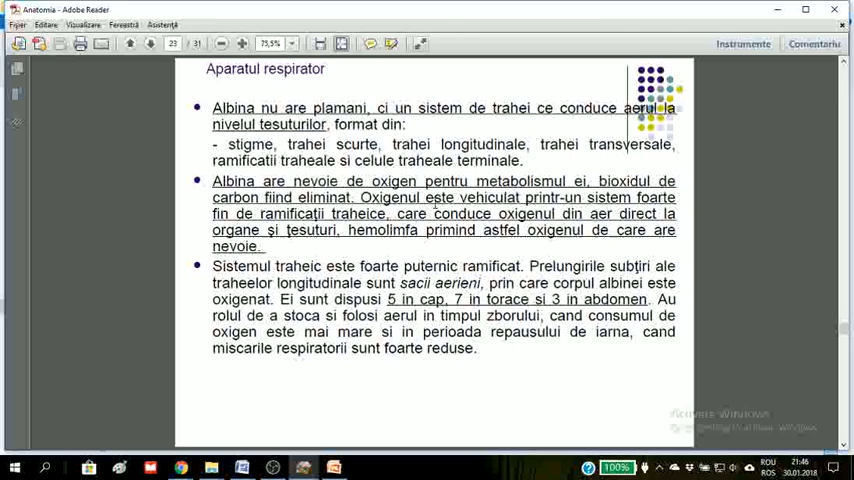 Anatomia - Adobe Reader
Fișier Editare Vizualizare Fereastră Asistență
23 / 31 75,5% Instrumente Comentariu
Aparatul respirator
Albina nu are plamani, ci un sistem de trahei ce conduce aerul la
nivelul tesuturilor, format din:
- stigme, trahei scurte, trahei longitudinale, trahei transversale,
ramificatii traheale si celule traheale terminale.
Albina are nevoie de oxigen pentru metabolismul ei, bioxidul de
carbon fiind eliminat. Oxigenul este vehiculat printr-un sistem foarte
fin de ramificaţii traheice, care conduce oxigenul din aer direct la
organe şi ţesuturi, hemolimfa primind astfel oxigenul de care are
nevoie.
Sistemul traheic este foarte puternic ramificat. Prelungirile subţiri ale
traheelor longitudinale sunt sacii aerieni, prin care corpul albinei este
oxigenat. Ei sunt dispusi 5 in cap, 7 in torace si 3 in abdomen. Au
rolul de a stoca si folosi aerul in timpul zborului, cand consumul de
oxigen este mai mare si in perioada repausului de iarna, cand
miscarile respiratorii sunt foarte reduse.
Activare Windows
100% ROU 21:46
ROS 30.01.2018